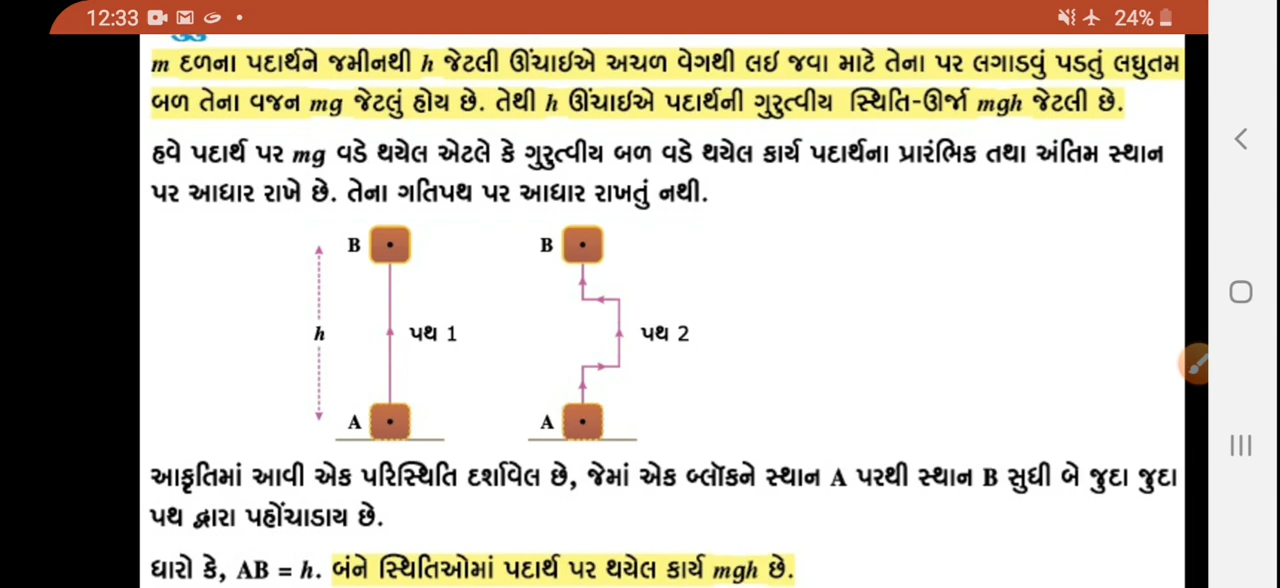 12:33
24%
m દળના પદાર્થને જમીનથી h જેટલી ઊંચાઈએ અચળ વેગથી લઈ જવા માટે તેના પર લગાડવું પડતું લઘુતમ
બળ તેના વજન mg જેટલું હોય છે. તેથી h ઊંચાઈએ પદાર્થની ગુરુત્વીય સ્થિતિ-ઊર્જા mgh જેટલી છે.
હવે પદાર્થ પર mg વડે થયેલ એટલે કે ગુરુત્વીય બળ વડે થયેલ કાર્ય પદાર્થના પ્રારંભિક તથા અંતિમ સ્થાન
પર આધાર રાખે છે. તેના ગતિપથ પર આધાર રાખતું નથી.
B
B
h
પથ 1
પથ 2
A
A
આકૃતિમાં આવી એક પરિસ્થિતિ દર્શાવેલ છે, જેમાં એક બ્લૉકને સ્થાન A પરથી સ્થાન B સુધી બે જુદા જુદા
પથ દ્વારા પહોંચાડાય છે.
ધારો કે, AB = h. બંને સ્થિતિઓમાં પદાર્થ પર થયેલ કાર્ય mgh છે.